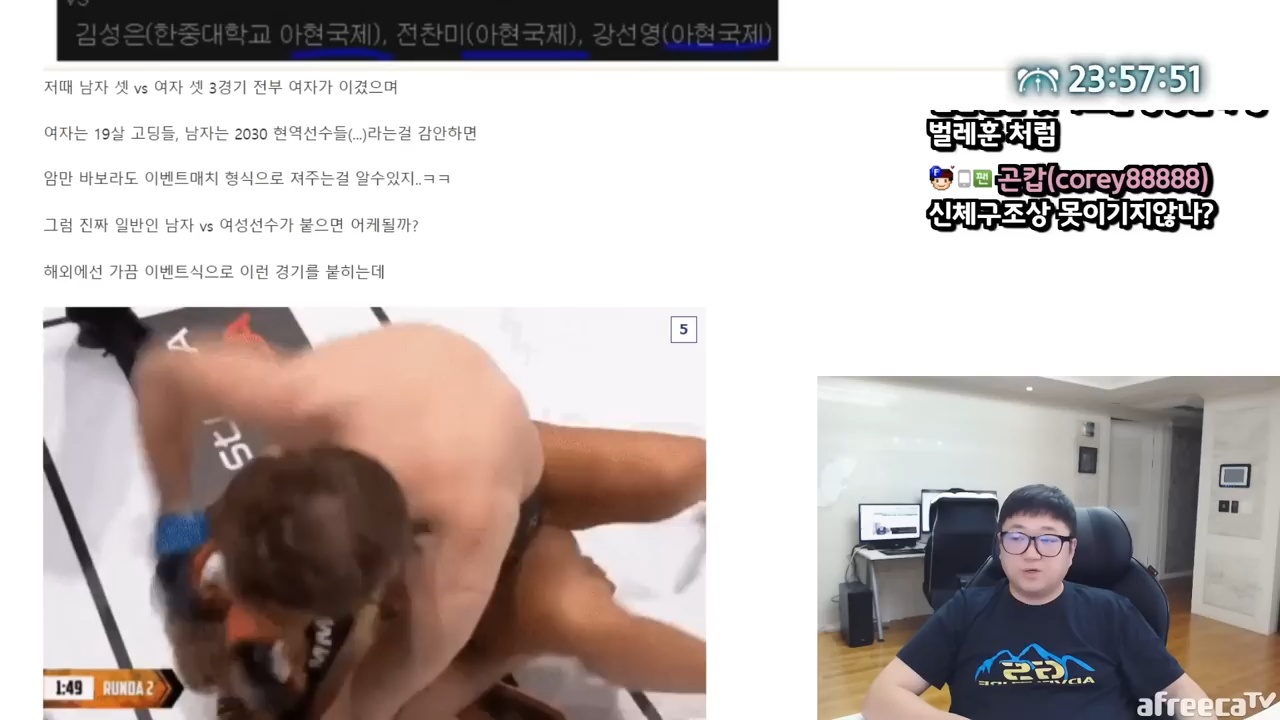 김성은(한중대학교 아현국제), 전찬미(아현국제), 강선영(아현국제)
23:57:51
저때 남자 셋 vs 여자 셋 3경기 전부 여자가 이겼으며
벌레훈 처럼
여자는 19살 고딩들, 남자는 2030 현역선수들(...)라는걸 감안하면
팬 곤캅(corey88888)
암만 바보라도 이벤트매치 형식으로 져주는걸 알수있지..ㅋㅋ
신체구조상 못이기지않나?
그럼 진짜 일반인 남자 vs 여성선수가 붙으면 어케될까?
해외에선 가끔 이벤트식으로 이런 경기를 붙히는데
5
A A
st
MM
1:49 RUNDA 2
GS
afreecaTV